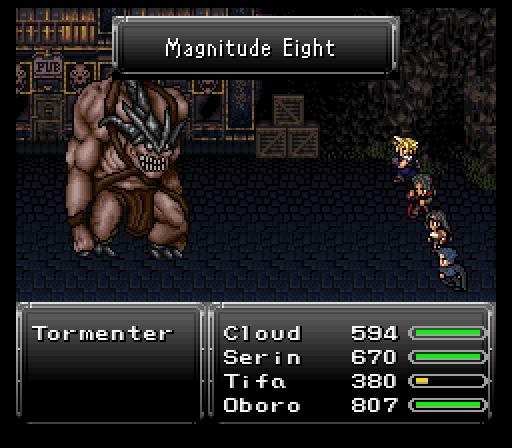 Magnitude Eight
PUB
Tormenter
Cloud 594
Serin 670
Tifa 380
Oboro 807